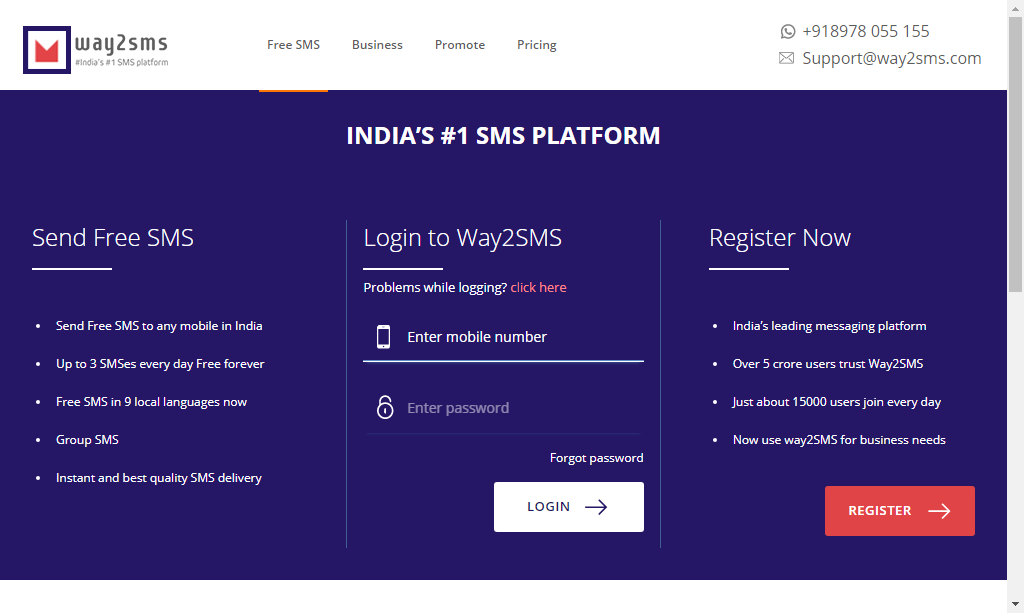 way2sms
#India's #1 SMS platform
Free SMS
Business
Promote
Pricing
+918978 055 155
Support@way2sms.com
INDIA’S #1 SMS PLATFORM
Send Free SMS
Send Free SMS to any mobile in India
Up to 3 SMSes every day Free forever
Free SMS in 9 local languages now
Group SMS
Instant and best quality SMS delivery
Login to Way2SMS
Problems while logging? click here
Enter mobile number
Enter password
Forgot password
LOGIN
Register Now
India’s leading messaging platform
Over 5 crore users trust Way2SMS
Just about 15000 users join every day
Now use way2SMS for business needs
REGISTER